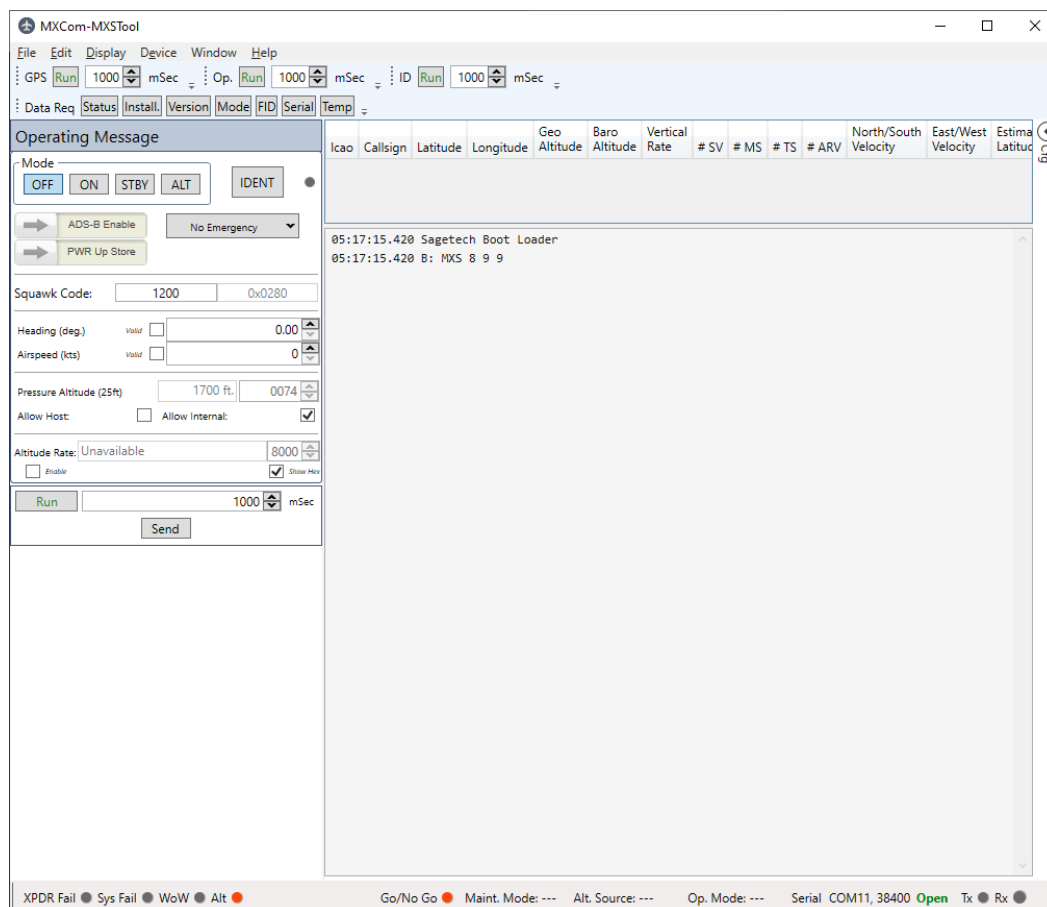 MXCom-MXSTool
File Edit Display Device Window Help
GPS Run 1000 mSec Op. Run 1000 mSec ID Run 1000 mSec
Data Req Status Install. Version Mode FID Serial Temp
Operating Message
Mode
OFF ON STBY ALT IDENT
ADS-B Enable No Emergency
PWR Up Store
Squawk Code: 1200 0x0280
Heading (deg.) Valid 0.00
Airspeed (kts) Valid 0
Pressure Altitude (25ft) 1700 ft. 0074
Allow Host: Allow Internal:
Altitude Rate: Unavailable 8000
Enable Show Hex
Run 1000 mSec
Send
Icao Callsign Latitude Longitude Geo Altitude Baro Altitude Vertical Rate # SV # MS # TS # ARV North/South Velocity East/West Velocity Estima Latituc
Cfg
05:17:15.420 Sagetech Boot Loader
05:17:15.420 B: MXS 8 9 9
XPDR Fail Sys Fail WoW Alt Go/No Go Maint. Mode: --- Alt. Source: --- Op. Mode: --- Serial COM11, 38400 Open Tx Rx